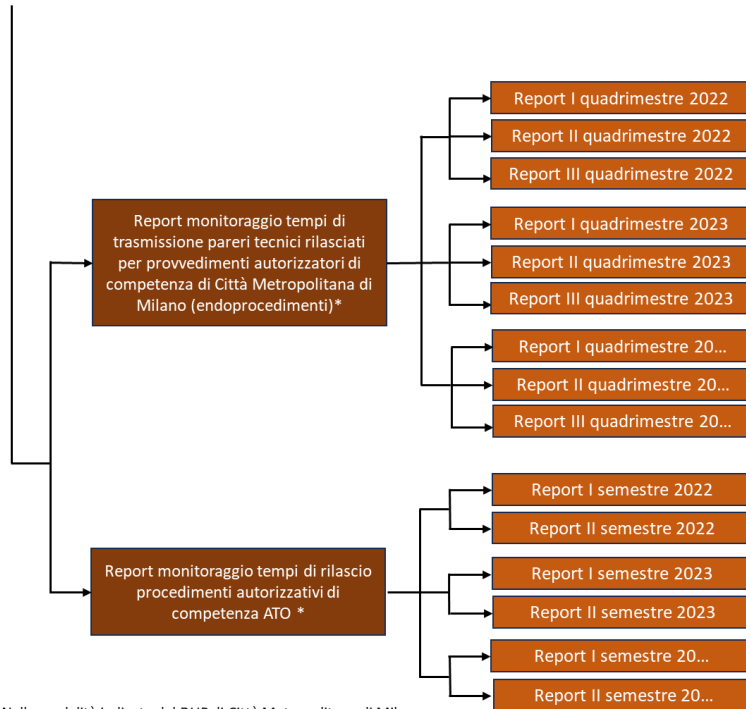 Report I quadrimestre 2022
Report II quadrimestre 2022
Report III quadrimestre 2022
Report monitoraggio tempi di
trasmissione pareri tecnici rilasciati
per provvedimenti autorizzatori di
competenza di Città Metropolitana di
Milano (endoprocedimenti)*
Report I quadrimestre 2023
Report II quadrimestre 2023
Report III quadrimestre 2023
Report I quadrimestre 20...
Report II quadrimestre 20...
Report III quadrimestre 20...
Report I semestre 2022
Report II semestre 2022
Report monitoraggio tempi di rilascio
procedimenti autorizzativi di
competenza ATO *
Report I semestre 2023
Report II semestre 2023
Report I semestre 20...
Report II semestre 20...